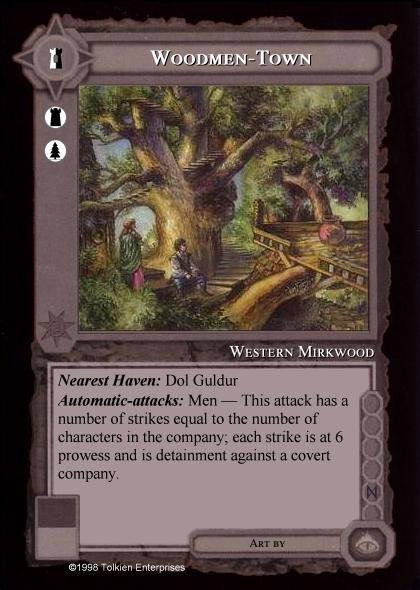 WOODMEN-TOWN
WESTERN MIRKWOOD
Nearest Haven: Dol Guldur
Automatic-attacks: Men — This attack has a
number of strikes equal to the number of
characters in the company; each strike is at 6
prowess and is detainment against a covert
company.
ART BY
©1998 Tolkien Enterprises